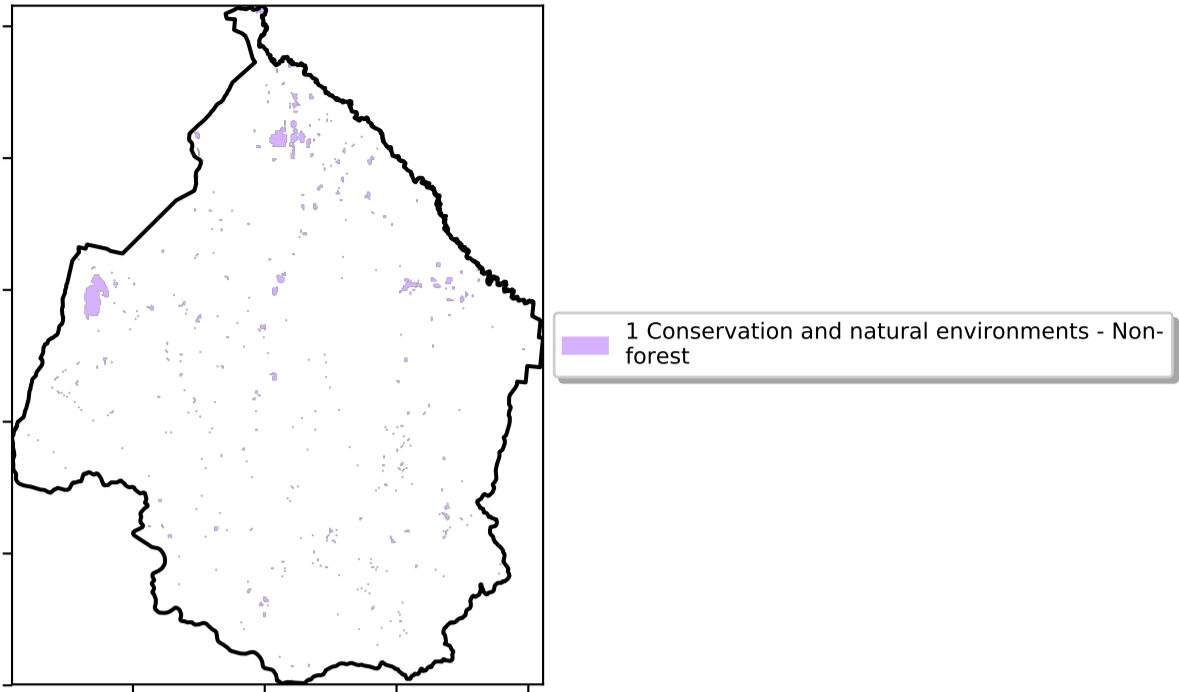 1 Conservation and natural environments - Non-
forest